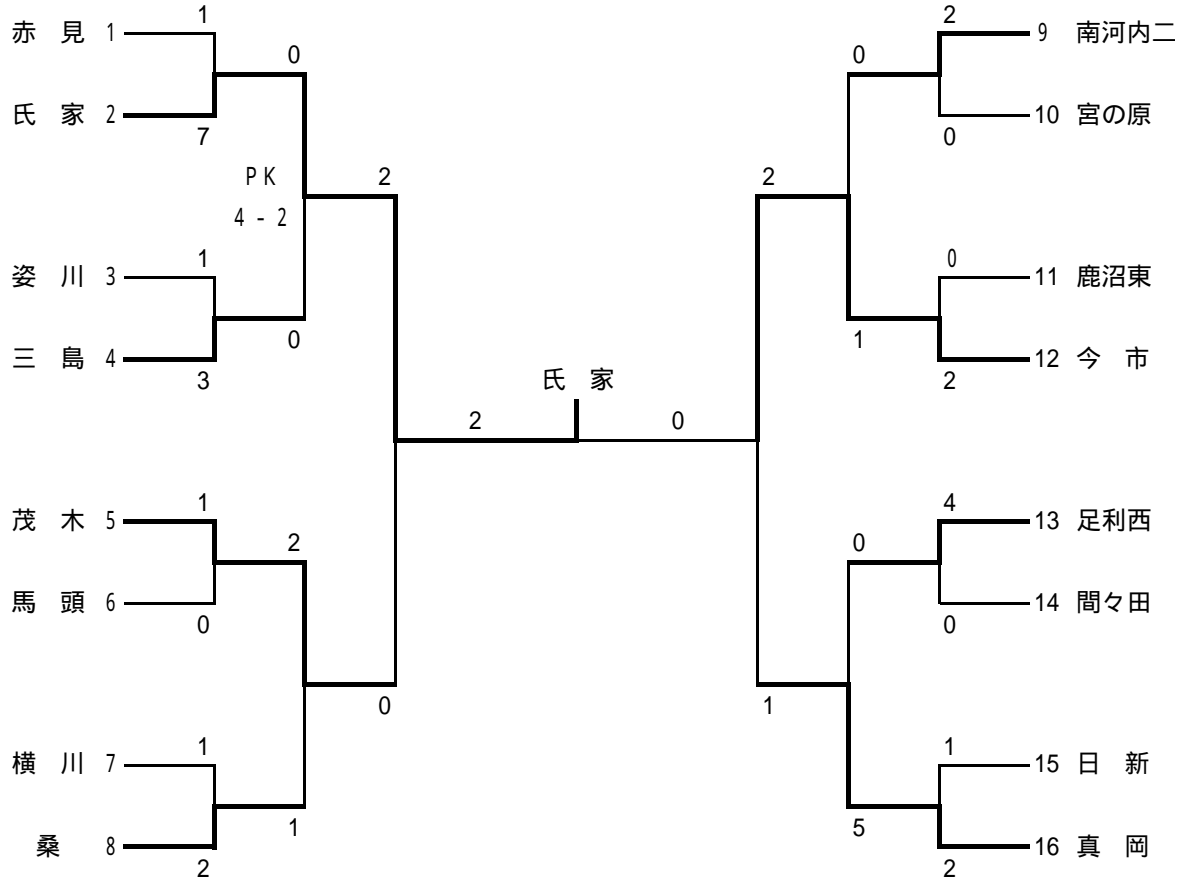 1
赤 見 1
0
氏 家 2
7
PK
4 - 2
2
1
姿 川 3
0
三 島 4
3
1
茂 木 5
2
馬 頭 6
0
0
1
横 川 7
1
桑 8
2
氏 家
2 0
2
9 南河内二
0
10 宮の原
0
2
0
11 鹿沼東
1
12 今 市
2
4
13 足利西
0
14 間々田
0
1
1
15 日 新
5
16 真 岡
2